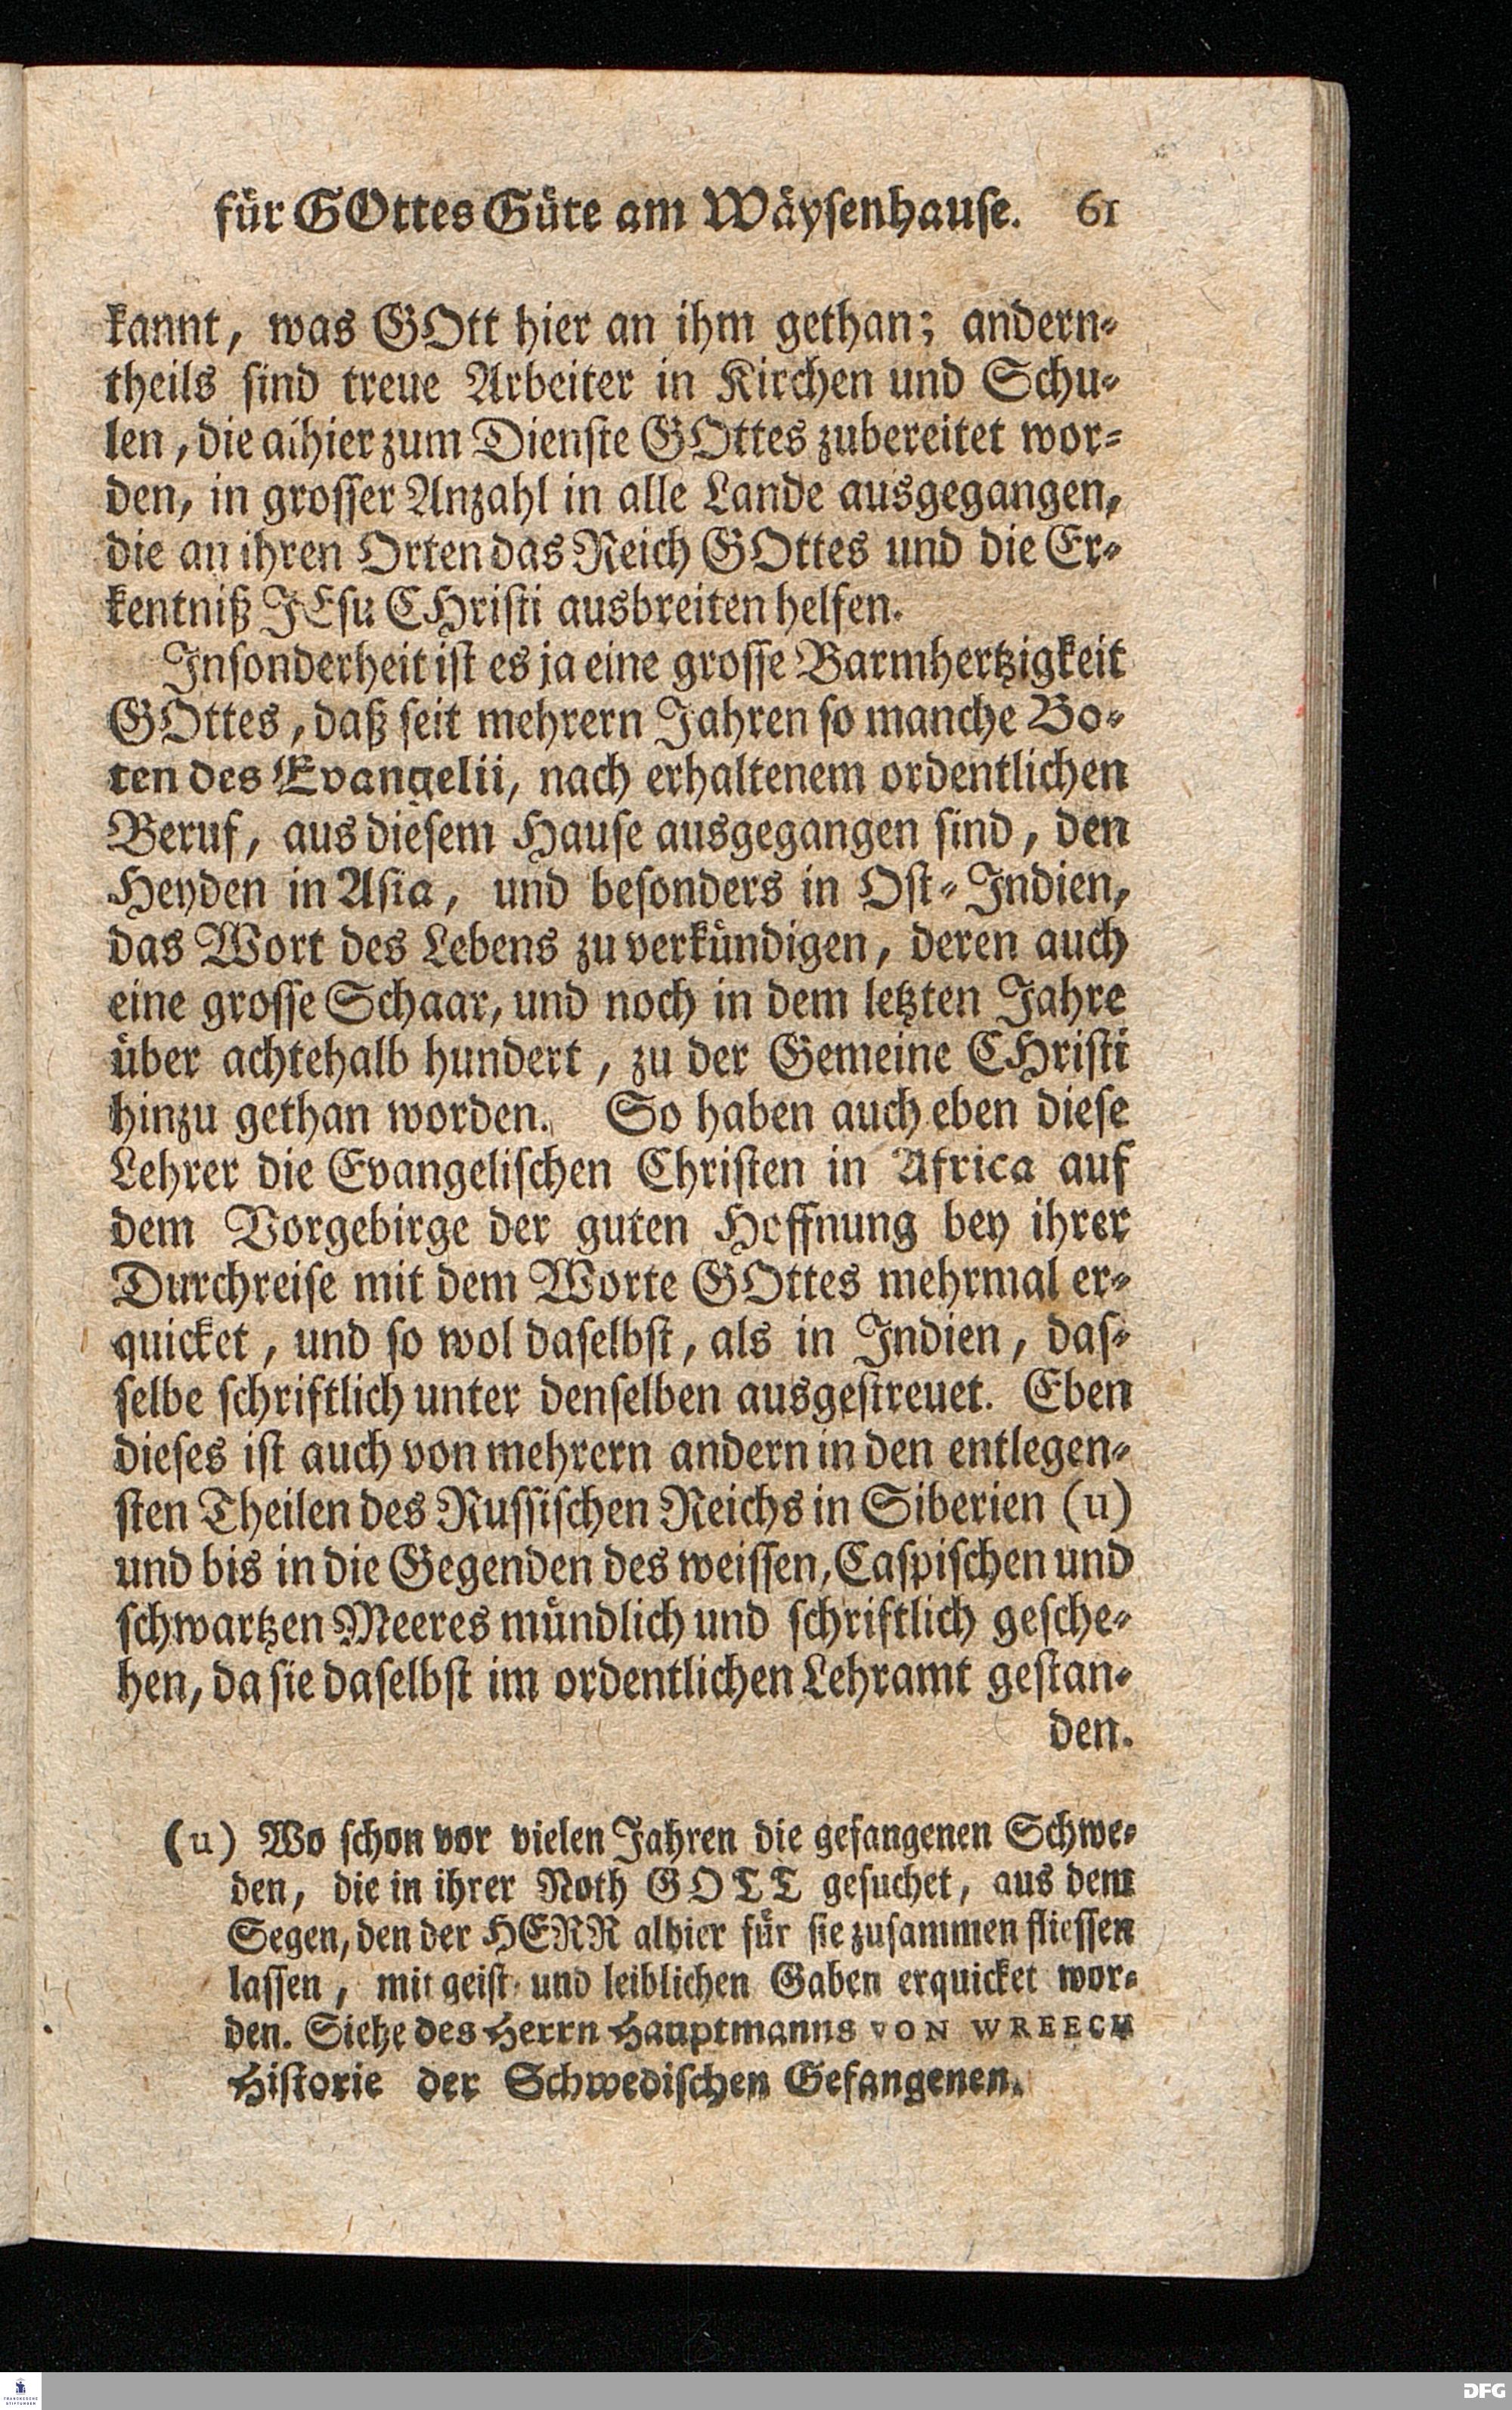 für GOttes Güte am Wäysenhause. 61
kannt, was GOtt hier an ihm gethan; andern-
theils sind treue Arbeiter in Kirchen und Schu-
len, die alhier zum Dienste GOttes zubereitet wor-
den, in grosser Anzahl in alle Lande ausgegangen,
die an ihren Orten das Reich GOttes und die Er-
kentniß JEsu CHristi ausbreiten helfen.
Insonderheit ist es ja eine grosse Barmhertzigkeit
GOttes, daß seit mehrern Jahren so manche Bo-
ten des Evangelii, nach erhaltenem ordentlichen
Beruf, aus diesem Hause ausgegangen sind, den
Heyden in Asia, und besonders in Ost-Indien,
das Wort des Lebens zu verkündigen, deren auch
eine grosse Schaar, und noch in dem letzten Jahre
über achtehalb hundert, zu der Gemeine CHristi
hinzu gethan worden. So haben auch eben diese
Lehrer die Evangelischen Christen in Africa auf
dem Vorgebirge der guten Hoffnung bey ihrer
Durchreise mit dem Worte GOttes mehrmal er-
quicket, und so wol daselbst, als in Indien, das-
selbe schriftlich unter denselben ausgestreuet. Eben
dieses ist auch von mehrern andern in den entlegen-
sten Theilen des Russischen Reichs in Siberien (u)
und bis in die Gegenden des weissen, Caspischen und
schwartzen Meeres mündlich und schriftlich gesche-
hen, da sie daselbst im ordentlichen Lehramt gestan-
den.
(u) Wo schon vor vielen Jahren die gefangenen Schwe-
den, die in ihrer Noth GOTT gesuchet, aus dem
Segen, den der HERR alhier für sie zusammen fliessen
lassen, mit geist- und leiblichen Gaben erquicket wor-
den. Siehe des Herrn Hauptmanns VON WREECH
Historie der Schwedischen Gefangenen.
FRANCKESCHE
STIFTUNGEN
DFG